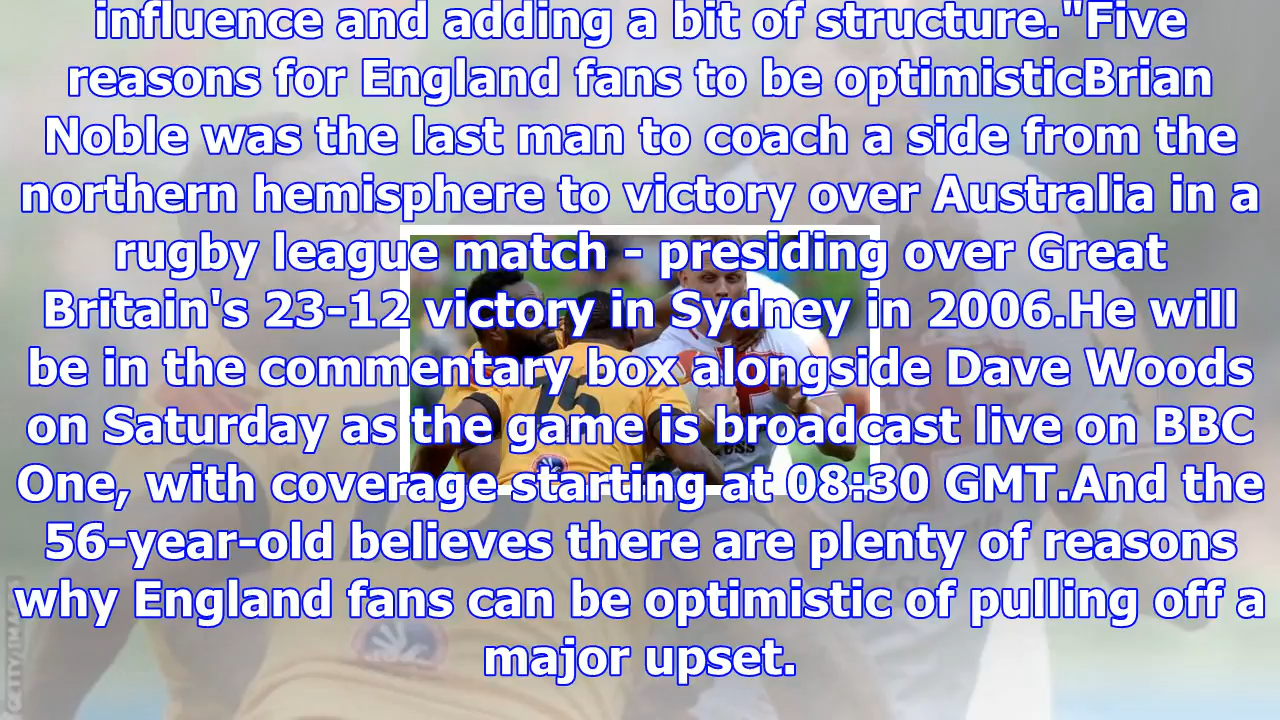 influence and adding a bit of structure."Five
reasons for England fans to be optimisticBrian
Noble was the last man to coach a side from the
northern hemisphere to victory over Australia in a
rugby league match - presiding over Great
Britain's 23-12 victory in Sydney in 2006.He will
be in the commentary box alongside Dave Woods
on Saturday as the game is broadcast live on BBC
One, with coverage starting at 08:30 GMT.And the
56-year-old believes there are plenty of reasons
why England fans can be optimistic of pulling off a
major upset.
15
GETTY IMAGES